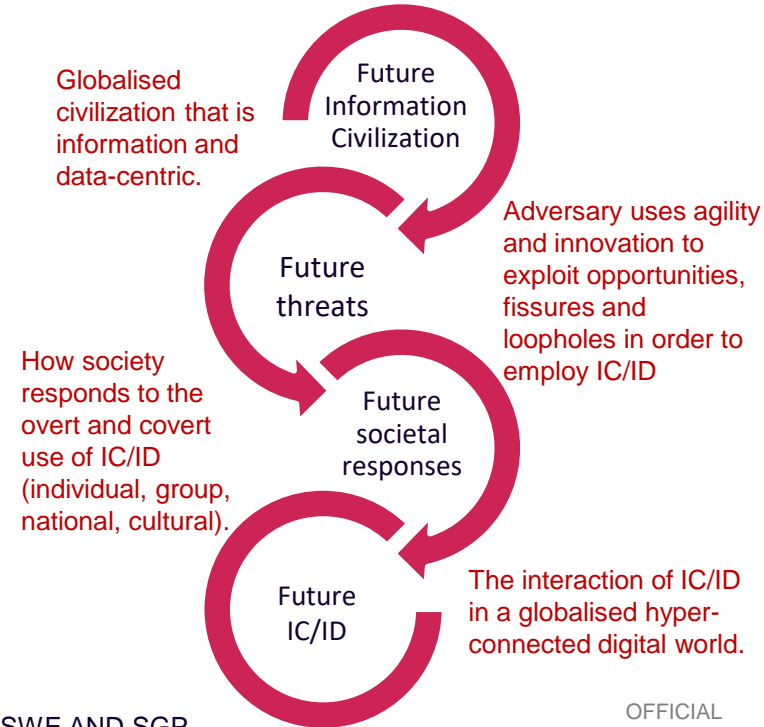 Future
Information
Civilization
Globalised
civilization that is
information and
data-centric.
Future
threats
Adversary uses agility
and innovation to
exploit opportunities,
fissures and
loopholes in order to
employ IC/ID
How society
responds to the
overt and covert
use of IC/ID
(individual, group,
national, cultural).
Future
societal
responses
Future
IC/ID
The interaction of IC/ID
in a globalised hyper-
connected digital world.
SWE AND SGP
OFFICIAL